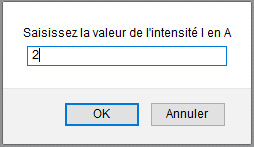 Saisissez la valeur de l'intensité I en A
2
OK
Annuler